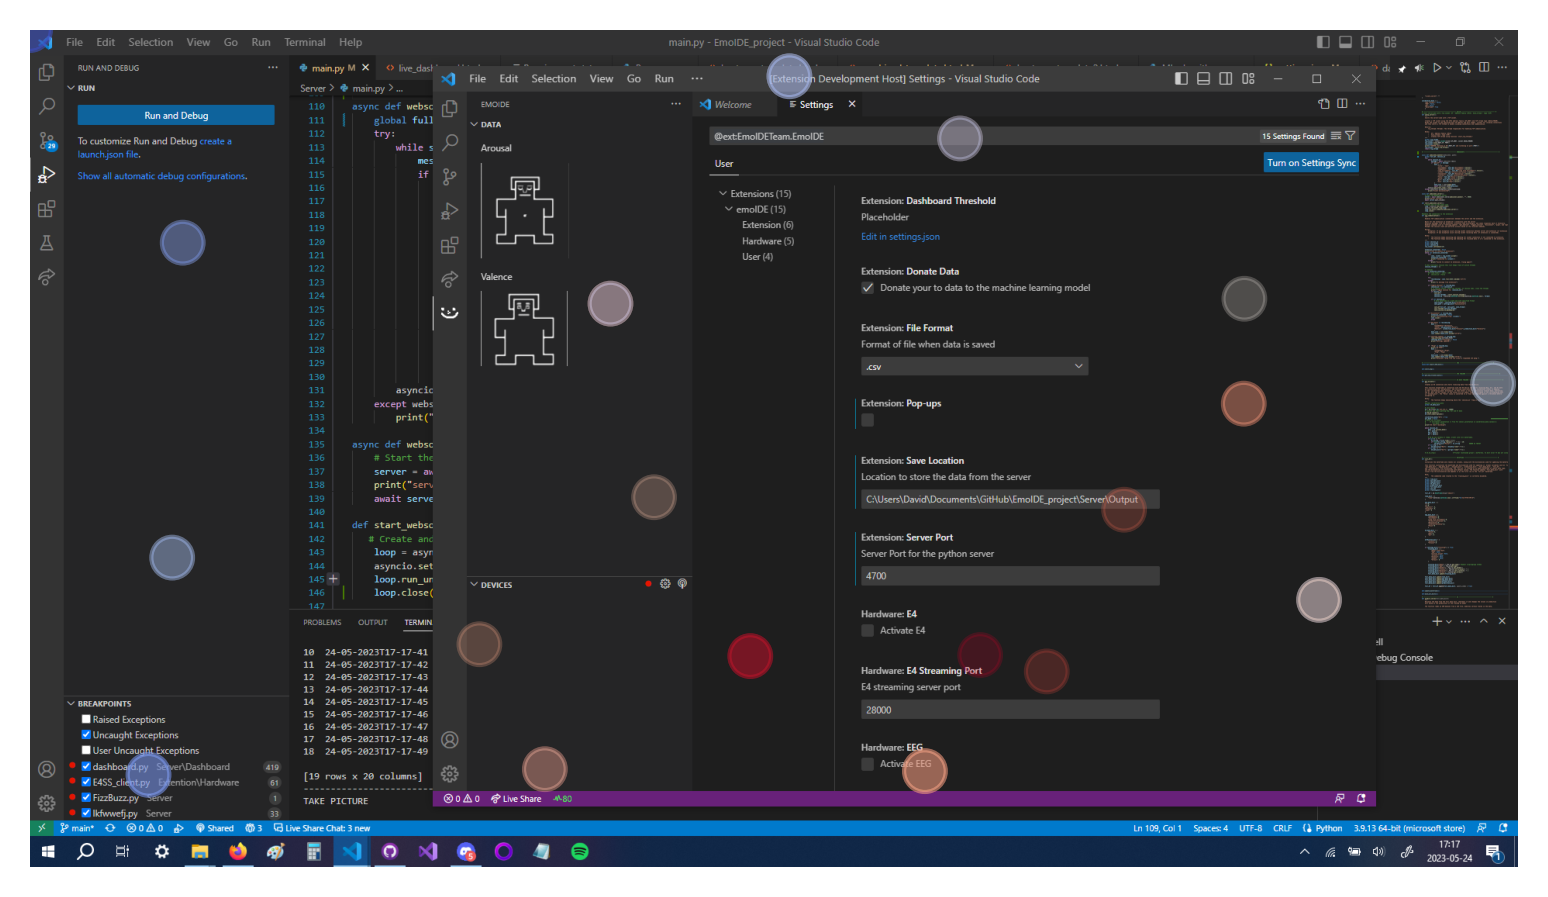 File Edit Selection View Go Run Terminal Help
main.py - EmoIDE_project - Visual Studio Code
RUN AND DEBUG
RUN
Run and Debug
To customize Run and Debug create a
launch.json file.
Show all automatic debug configurations.
BREAKPOINTS
Raised Exceptions
Uncaught Exceptions
User Uncaught Exceptions
dashboard.py Server\Dashboard 419
E4SS_client.py Extention\Hardware 61
FizzBuzz.py Server 1
lkfwwefj.py Server 33
main.py M
live_das
Server > main.py > ...
110 async def websc
111 global full
112 try:
113 while s
114 mes
115 if
116
117
118
119
120
121
122
123
124
125
126
127
128
129
130
131 asyncio
132 except webs
133 print("
134
135 async def websc
136 # Start the
137 server = aw
138 print("serv
139 await serve
140
141 def start_websc
142 # Create and
143 loop = asyn
144 asyncio.set
145 loop.run_un
146 loop.close(
147
PROBLEMS OUTPUT TERMIN
10 24-05-2023T17-17-41
11 24-05-2023T17-17-42
12 24-05-2023T17-17-43
13 24-05-2023T17-17-44
14 24-05-2023T17-17-45
15 24-05-2023T17-17-46
16 24-05-2023T17-17-47
17 24-05-2023T17-17-48
18 24-05-2023T17-17-49
[19 rows x 20 columns]
TAKE PICTURE
File Edit Selection View Go Run ···
[Extension Development Host] Settings - Visual Studio Code
EMOIDE
DATA
Arousal
Valence
DEVICES
Welcome
Settings
@ext:EmoIDETeam.EmoIDE
15 Settings Found
User
Turn on Settings Sync
Extensions (15)
emoIDE (15)
Extension (6)
Hardware (5)
User (4)
Extension: Dashboard Threshold
Placeholder
Edit in settings.json
Extension: Donate Data
Donate your to data to the machine learning model
Extension: File Format
Format of file when data is saved
.csv
Extension: Pop-ups
Extension: Save Location
Location to store the data from the server
C:\Users\David\Documents\GitHub\EmoIDE_project\Server\Output
Extension: Server Port
Server Port for the python server
4700
Hardware: E4
Activate E4
Hardware: E4 Streaming Port
E4 streaming server port
28000
Hardware: EEG
Activate EEG
0 0 Live Share 80
ell
ebug Console
29
main* 0 0 Shared 3 Live Share Chat: 3 new
Ln 109, Col 1 Spaces: 4 UTF-8 CRLF Python 3.9.13 64-bit (microsoft store)
17:17
2023-05-24